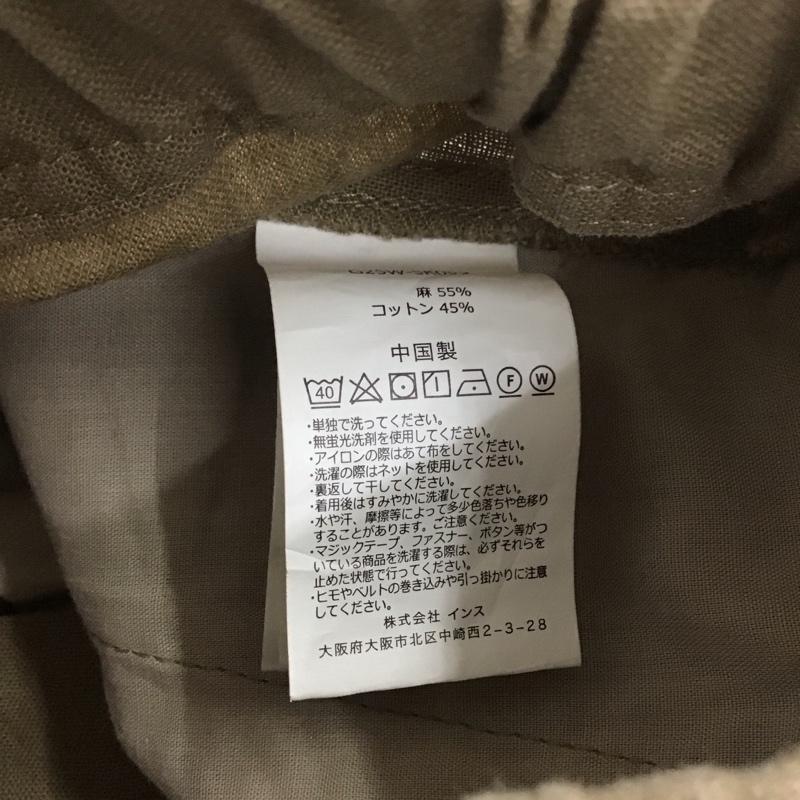 麻 55%
コットン 45%
中国製
40 F W
・単独で洗ってください。
・無蛍光洗剤を使用してください。
・アイロンの際はあて布をしてください。
・洗濯の際はネットを使用してください。
・裏返して干してください。
・着用後はすみやかに洗濯してください。
・水や汗、摩擦等によって多少色落ちや色移り
することがあります。ご注意ください。
・マジックテープ、ファスナー、ボタン等がつ
いている商品を洗濯する際は、必ずそれらを
止めた状態で行ってください。
・ヒモやベルトの巻き込みや引っ掛かりに注意
してください。
株式会社 インス
大阪府大阪市北区中崎西2-3-28